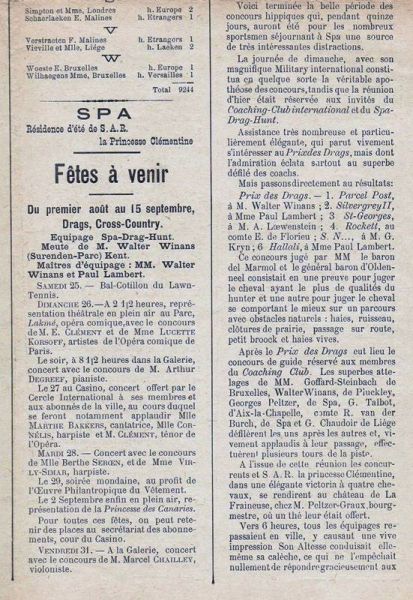 Simpton et Mme, Londres h. Europe 2
Schaerlaeken E. Malines h. Etrangers 1
V
Verstracten F. Malines h. Etrangers 1
Vieville et Mlle, Liége h. Laeken 2
W
Woeste E. Bruxelles h. Europe 1
Wilhaegens Mme, Bruxelles h. Versailles 1
Total 9244
SPA
Résidence d'été de S. A. R.
la Princesse Clémentine
Fêtes à venir
Du premier août au 15 septembre,
Drags, Cross-Country.
Equipage Spa-Drag-Hunt.
Meute de M. Walter Winans
(Surenden-Parc) Kent.
Maîtres d'équipage : MM. Walter
Winans et Paul Lambert.
SAMEDI 25. — Bal-Cotillon du Lawn-
Tennis.
DIMANCHE 26. — A 2 1|2 heures, repré-
sentation théâtrale en plein air au Parc,
Lakmé, opéra comique, avec le concours
de M. E. CLÉMENT et de Mme LUCETTE
KORSOFF, artistes de l'Opéra comique de
Paris.
Le soir, à 8 1|2 heures dans la Galerie,
concert avec le concours de M. Arthur
DEGREEF, pianiste.
Le 27 au Casino, concert offert par le
Cercle International à ses membres et
aux abonnés de la ville, au cours duquel
se feront notamment applaudir Mlle
MARTHE BAKKERS, cantatrice, Mlle COR-
NÉLIS, harpiste et M. CLÉMENT, ténor de
l'Opéra.
MARDI 28. — Concert avec le concours
de Mlle Berthe SEROEN, et de Mme VIR-
LY-SIMAR, harpiste.
Le 29, soirée mondaine, au profit de
l'Œuvre Philantropique du Vêtement.
Le 2 Septembre enfin en plein air, re-
présentation de la Princesse des Canaries.
Pour toutes ces fêtes, on peut rete-
nir des places au secrétariat des abonne-
ments, cour du Casino.
VENDREDI 31. — A la Galerie, concert
avec le concours de M. Marcel CHAILLEY,
violoniste.
Voici terminée la belle période des
concours hippiques qui, pendant quinze
jours, auront été pour les nombreux
sportsmen séjournant à Spa une source
de très intéressantes distractions.
La journée de dimanche, avec son
magnifique Military international consti-
tua en quelque sorte la véritable apo-
théose des concours, tandis que la réunion
d'hier était réservée aux invités du
Coaching-Club international et du Spa-
Drag-Hunt.
Assistance très nombreuse et particu-
lièrement élégante, qui parut vivement
s'intéresser au Prix des Drags, mais dont
l'admiration éclata surtout au superbe
défilé des coachs.
Mais passons directement au résultats:
Prix des Drags. — 1. Parcel Post,
à M. Walter Winans ; 2. Silvergrey II,
à Mme Paul Lambert ; 3 St-Georges,
à M. A. Lœwenstein ; 4. Rockett, au
comte R. de Florieu ; S. N..., à M. G.
Kryn ; 6 Hallali, à Mme Paul Lambert.
Ce concours jugé par MM le baron
del Marmol et le général baron d'Olden-
neel consistait en une preuve pour juger
le cheval ayant le plus de qualités du
hunter et une autre pour juger le cheval
se comportant le mieux sur un parcours
avec obstacles naturels : haies, ruisseau,
clôtures de prairie, passage sur route,
petit broock et haies vives.
Après le Prix des Drags eut lieu le
concours de guide réservé aux membres
du Coaching Club. Les superbes atte-
lages de MM. Goffard-Steinbach de
Bruxelles, Walter Winans, de Pluckley,
Georges Peltzer, de Spa, G. Talbot,
d'Aix-la-Chapelle, comte R. van der
Burch, de Spa et G. Chaudoir de Liége
défilèrent les uns après les autres et, vi-
vement applaudis à leur passage, effec-
tuèrent plusieurs tours de la piste.
A l'issue de cette réunion les concur-
rents et S A. R. la princesse Clémentine,
dans une élégante victoria à quatre che-
vaux, se rendirent au château de La
Fraineuse, chez M. Peltzer-Graux, bourg-
mestre, où un thé leur était offert.
Vers 6 heures, tous les équipages re-
passaient en ville, y causant une vive
impression Son Altesse conduisait elle-
même sa calèche, ce qui ne l'empêchait
nullement de répondre gracieusement aux